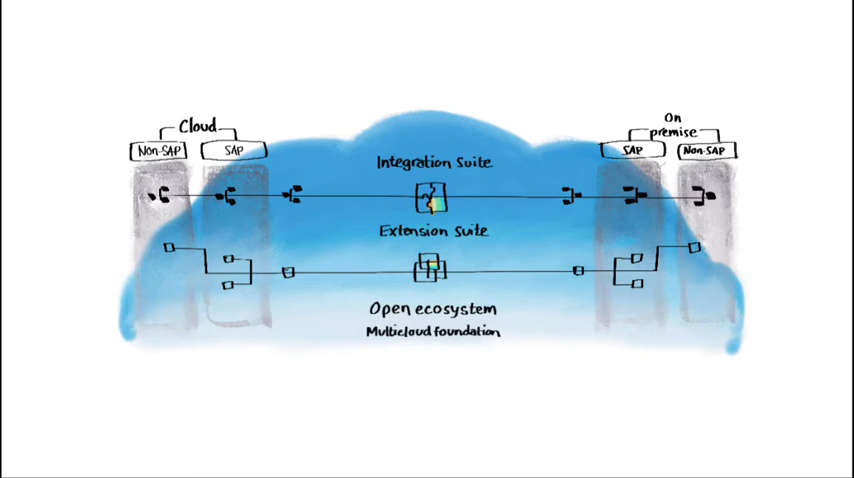 Cloud
Non-SAP
SAP
On
premise
SAP
Non-SAP
Integration Suite
Extension Suite
Open ecosystem
Multicloud foundation